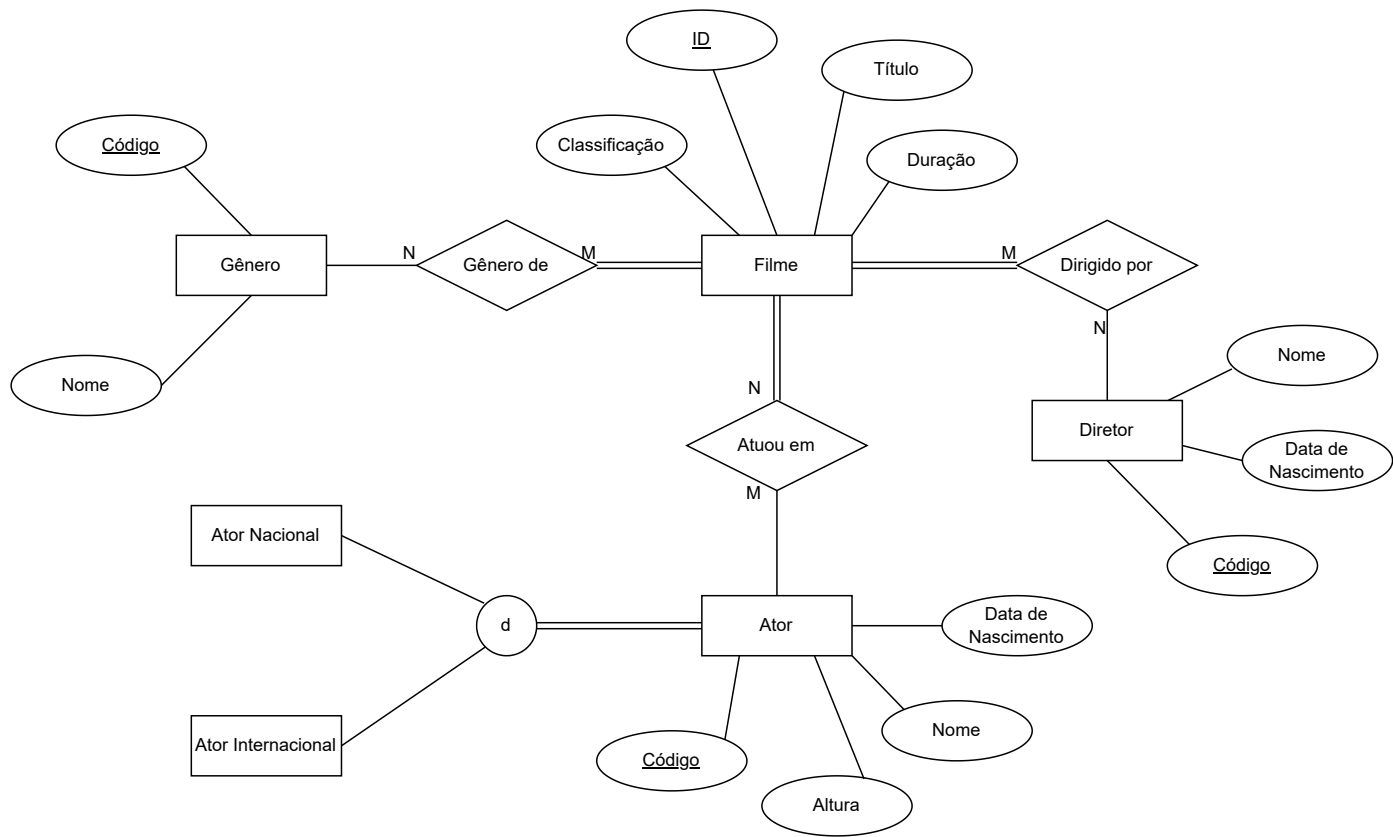 ID
Título
Código
Classificação
Duração
N
M
M
Gênero
Gênero de
Filme
Dirigido por
N
Nome
Nome
N
Diretor
Atuou em
Data de
Nascimento
M
Ator Nacional
Código
d
Ator
Data de
Nascimento
Ator Internacional
Nome
Código
Altura